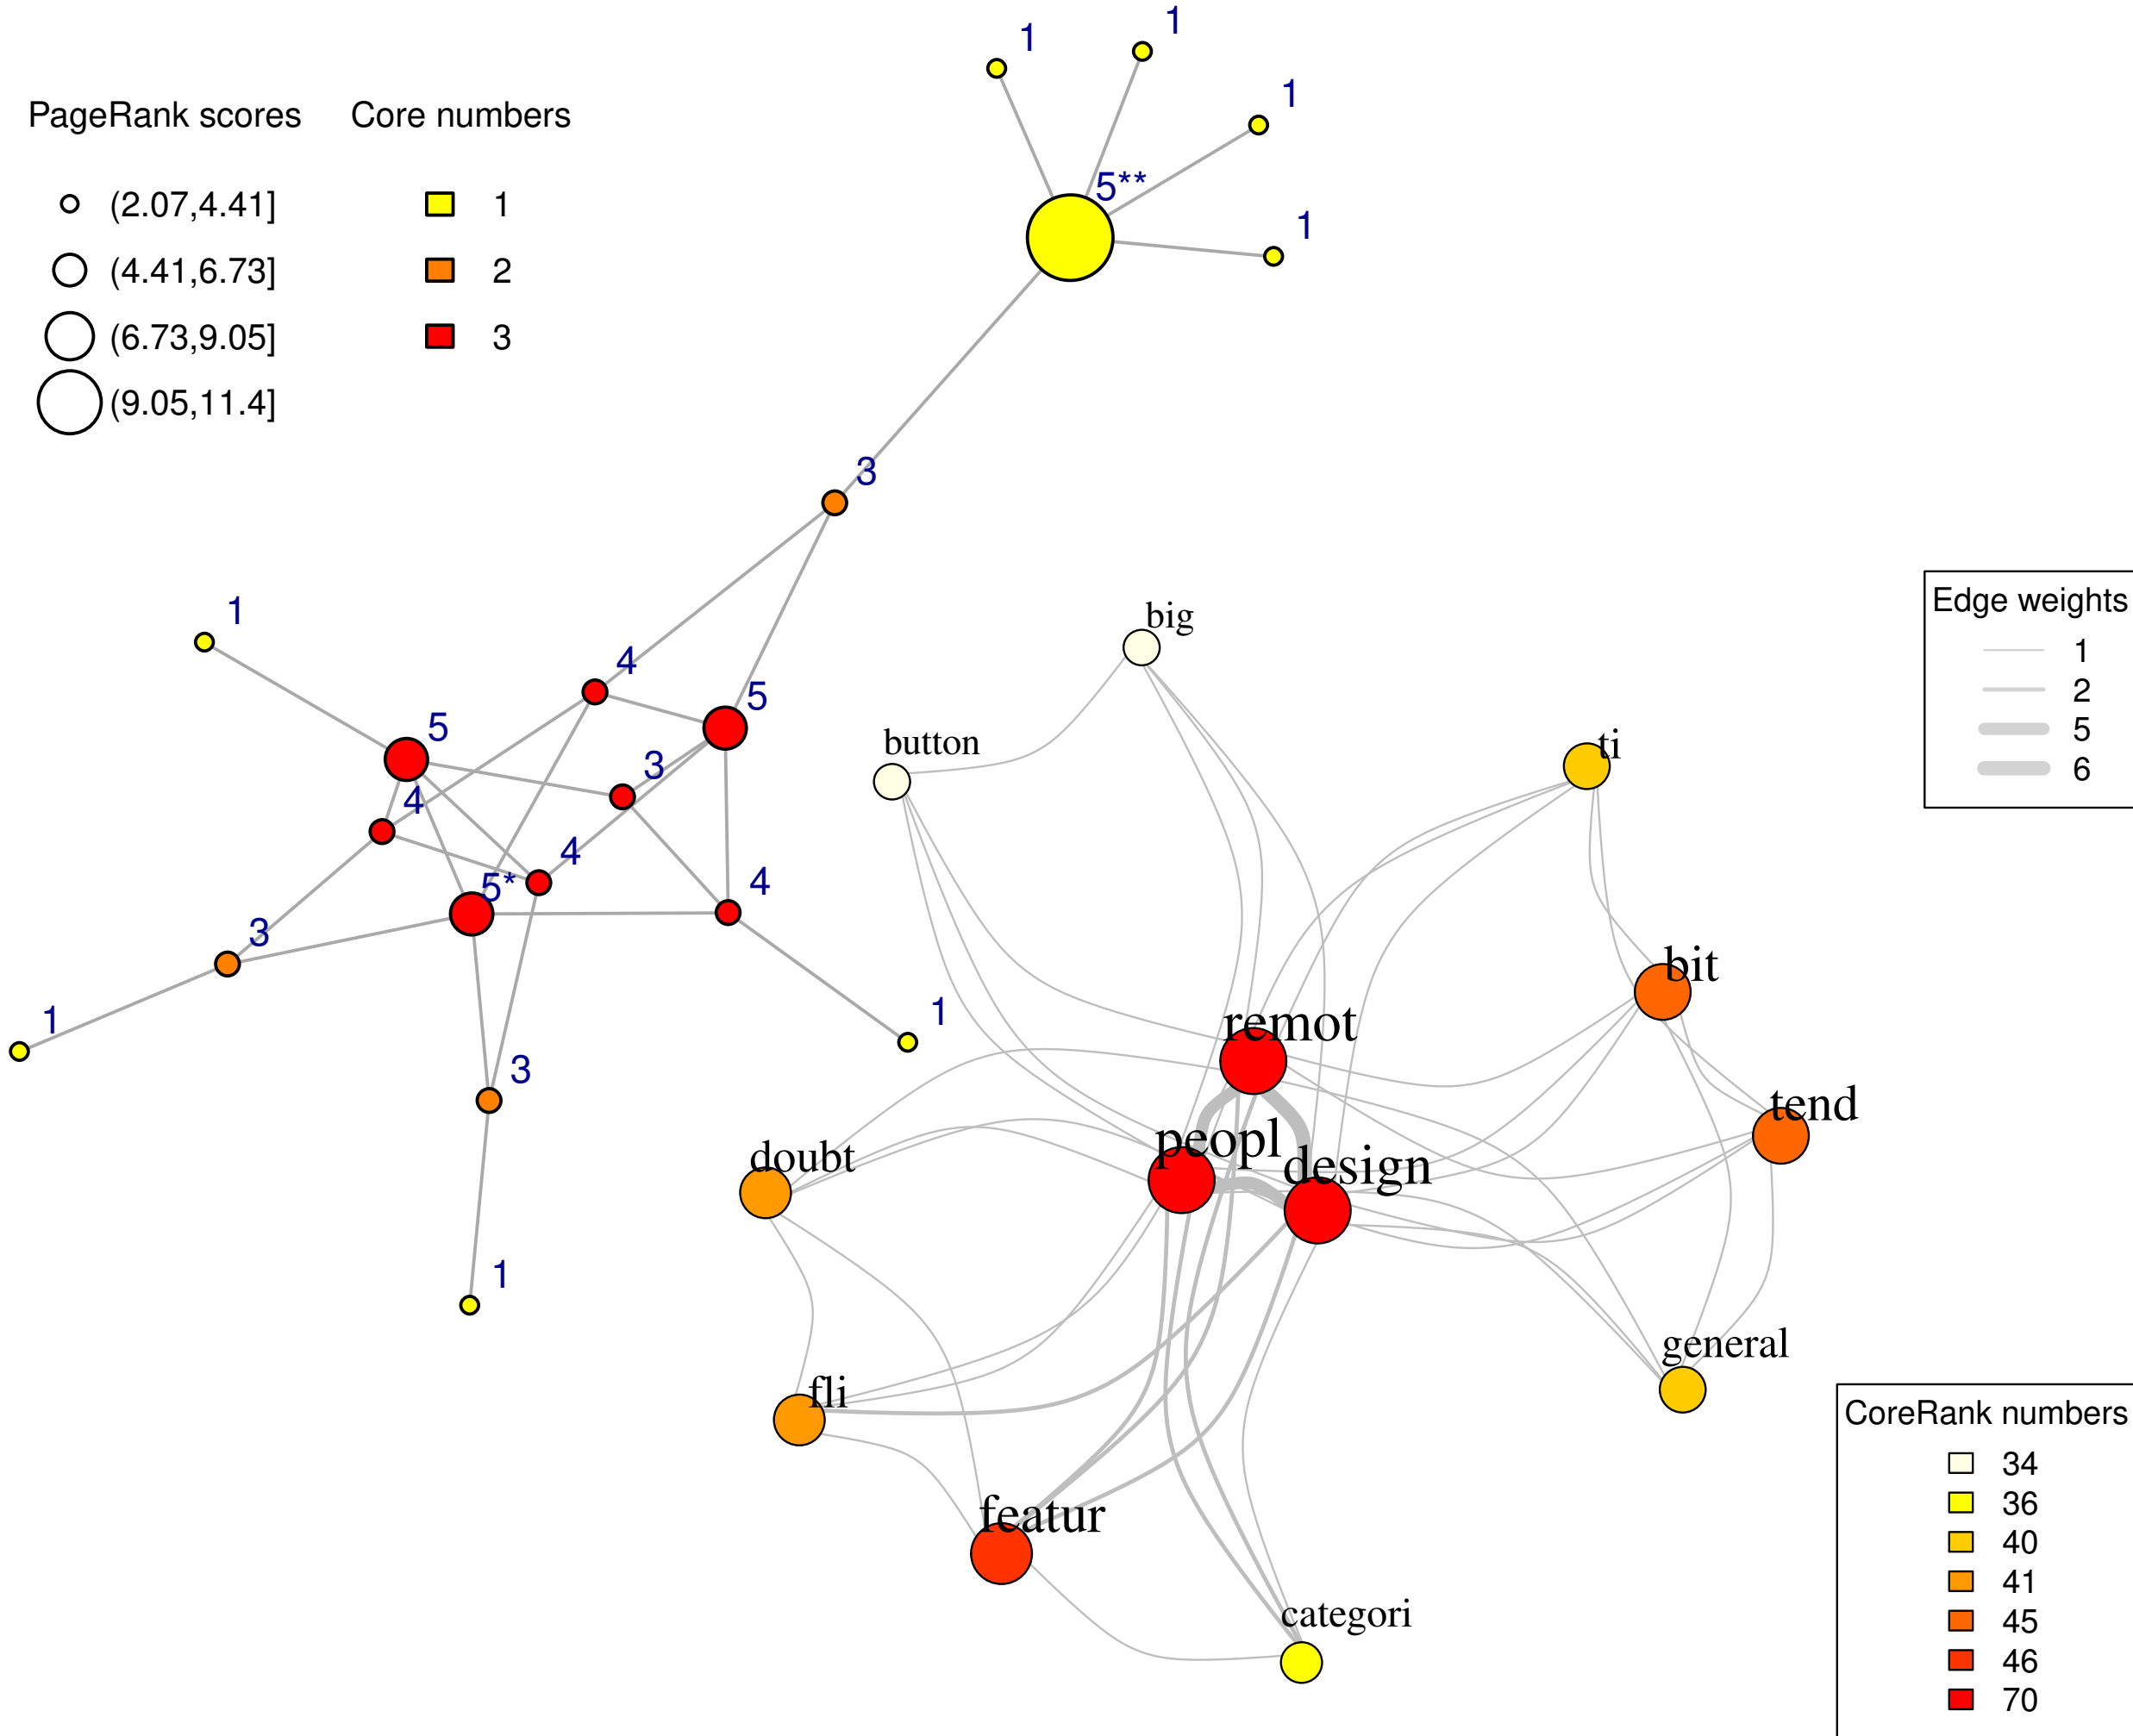 PageRank scores
(2.07,4.41]
(4.41,6.73]
(6.73,9.05]
(9.05,11.4]
Core numbers
1
2
3
1
1
1
5**
1
3
1
4
5
5
3
4
4
5*
4
3
1
1
3
1
Edge weights
1
2
5
6
big
button
ti
bit
remot
tend
peopl
design
doubt
general
fli
featur
categori
CoreRank numbers
34
36
40
41
45
46
70